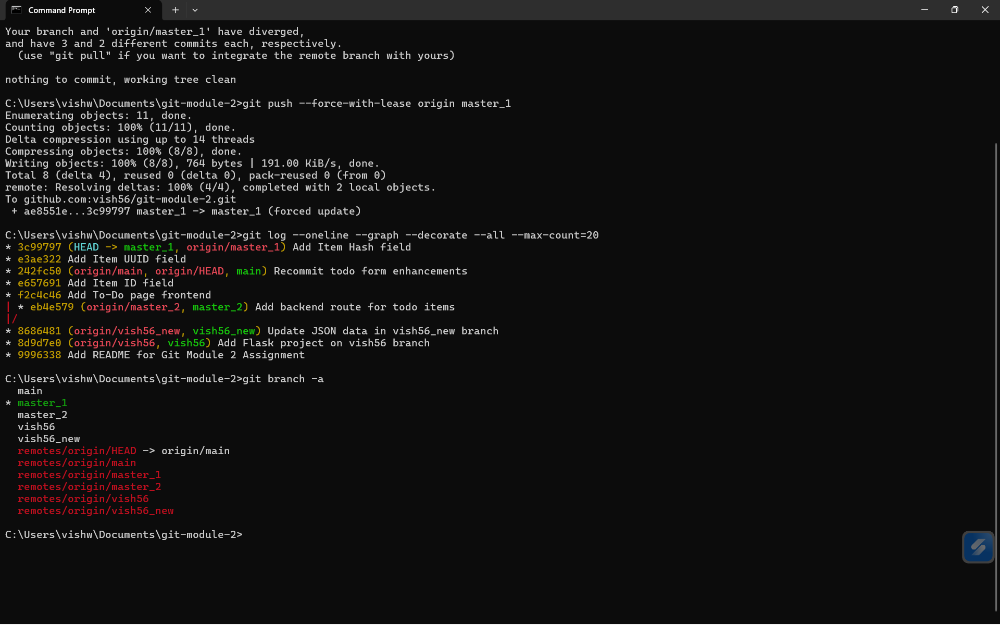 Command Prompt
Your branch and 'origin/master_1' have diverged,
and have 3 and 2 different commits each, respectively.
  (use "git pull" if you want to integrate the remote branch with yours)

nothing to commit, working tree clean

C:\Users\vishw\Documents\git-module-2>git push --force-with-lease origin master_1
Enumerating objects: 11, done.
Counting objects: 100% (11/11), done.
Delta compression using up to 14 threads
Compressing objects: 100% (8/8), done.
Writing objects: 100% (8/8), 764 bytes | 191.00 KiB/s, done.
Total 8 (delta 4), reused 0 (delta 0), pack-reused 0 (from 0)
remote: Resolving deltas: 100% (4/4), completed with 2 local objects.
To github.com:vish56/git-module-2.git
 + ae8551e...3c99797 master_1 -> master_1 (forced update)

C:\Users\vishw\Documents\git-module-2>git log --oneline --graph --decorate --all --max-count=20
* 3c99797 (HEAD -> master_1, origin/master_1) Add Item Hash field
* e3ae322 Add Item UUID field
* 242fc50 (origin/main, origin/HEAD, main) Recommit todo form enhancements
* e657691 Add Item ID field
* f2c4c46 Add To-Do page frontend
| * eb4e579 (origin/master_2, master_2) Add backend route for todo items
|/
* 8686481 (origin/vish56_new, vish56_new) Update JSON data in vish56_new branch
* 8d9d7e0 (origin/vish56, vish56) Add Flask project on vish56 branch
* 9996338 Add README for Git Module 2 Assignment

C:\Users\vishw\Documents\git-module-2>git branch -a
  main
* master_1
  master_2
  vish56
  vish56_new
  remotes/origin/HEAD -> origin/main
  remotes/origin/main
  remotes/origin/master_1
  remotes/origin/master_2
  remotes/origin/vish56
  remotes/origin/vish56_new

C:\Users\vishw\Documents\git-module-2>